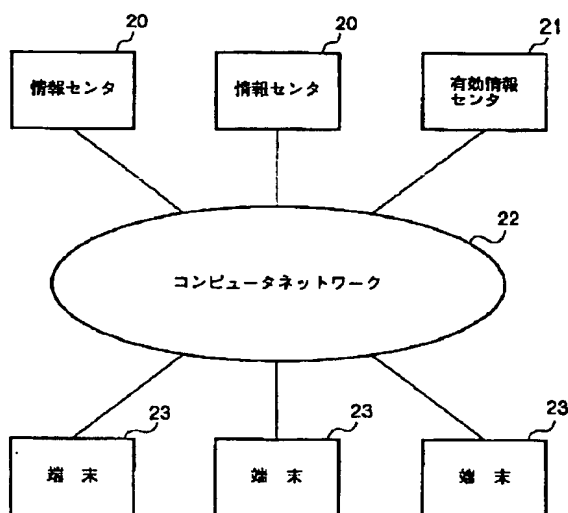 20
20
21
情報センタ
情報センタ
有効情報
センタ
22
コンピュータネットワーク
23
23
23
端 末
端 末
端 末